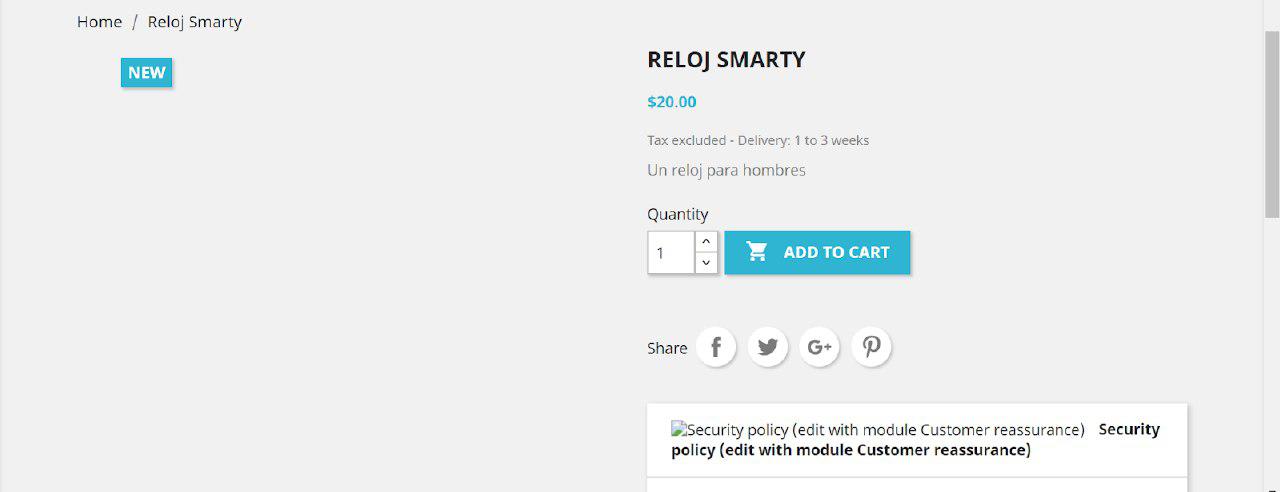 Home / Reloj Smarty
NEW
RELOJ SMARTY
$20.00
Tax excluded - Delivery: 1 to 3 weeks
Un reloj para hombres
Quantity
1
ADD TO CART
Share
Security policy (edit with module Customer reassurance) Security
policy (edit with module Customer reassurance)